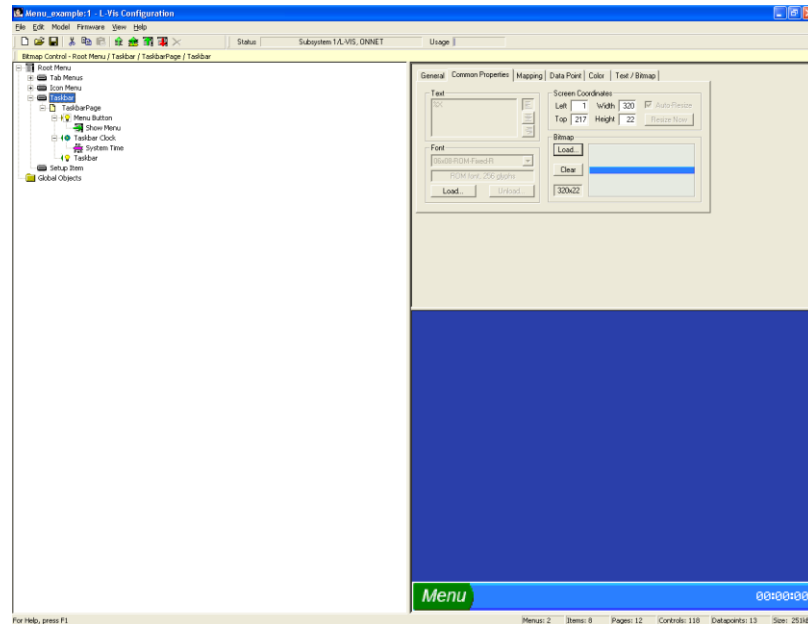 Menu_example:1 - L-Vis Configuration
File Edit Model Firmware View Help
Status Subsystem 1/L-VIS, ONNET Usage
Bitmap Control - Root Menu / Taskbar / TaskbarPage / Taskbar
Root Menu
Tab Menus
Icon Menu
Taskbar
TaskbarPage
Menu Button
Show Menu
Taskbar Clock
System Time
Taskbar
Setup Item
Global Objects
General Common Properties Mapping Data Point Color Text / Bitmap
Text
Screen Coordinates
Left 1 Width 320 Auto-Resize
Top 217 Height 22 Resize Now
Font
06x08-ROM-Fixed-R
ROM font, 256 glyphs
Load... Unload...
Bitmap
Load...
Clear
320x22
Menu 00:00:00
For Help, press F1 Menus: 2 Items: 8 Pages: 12 Controls: 118 Datapoints: 13